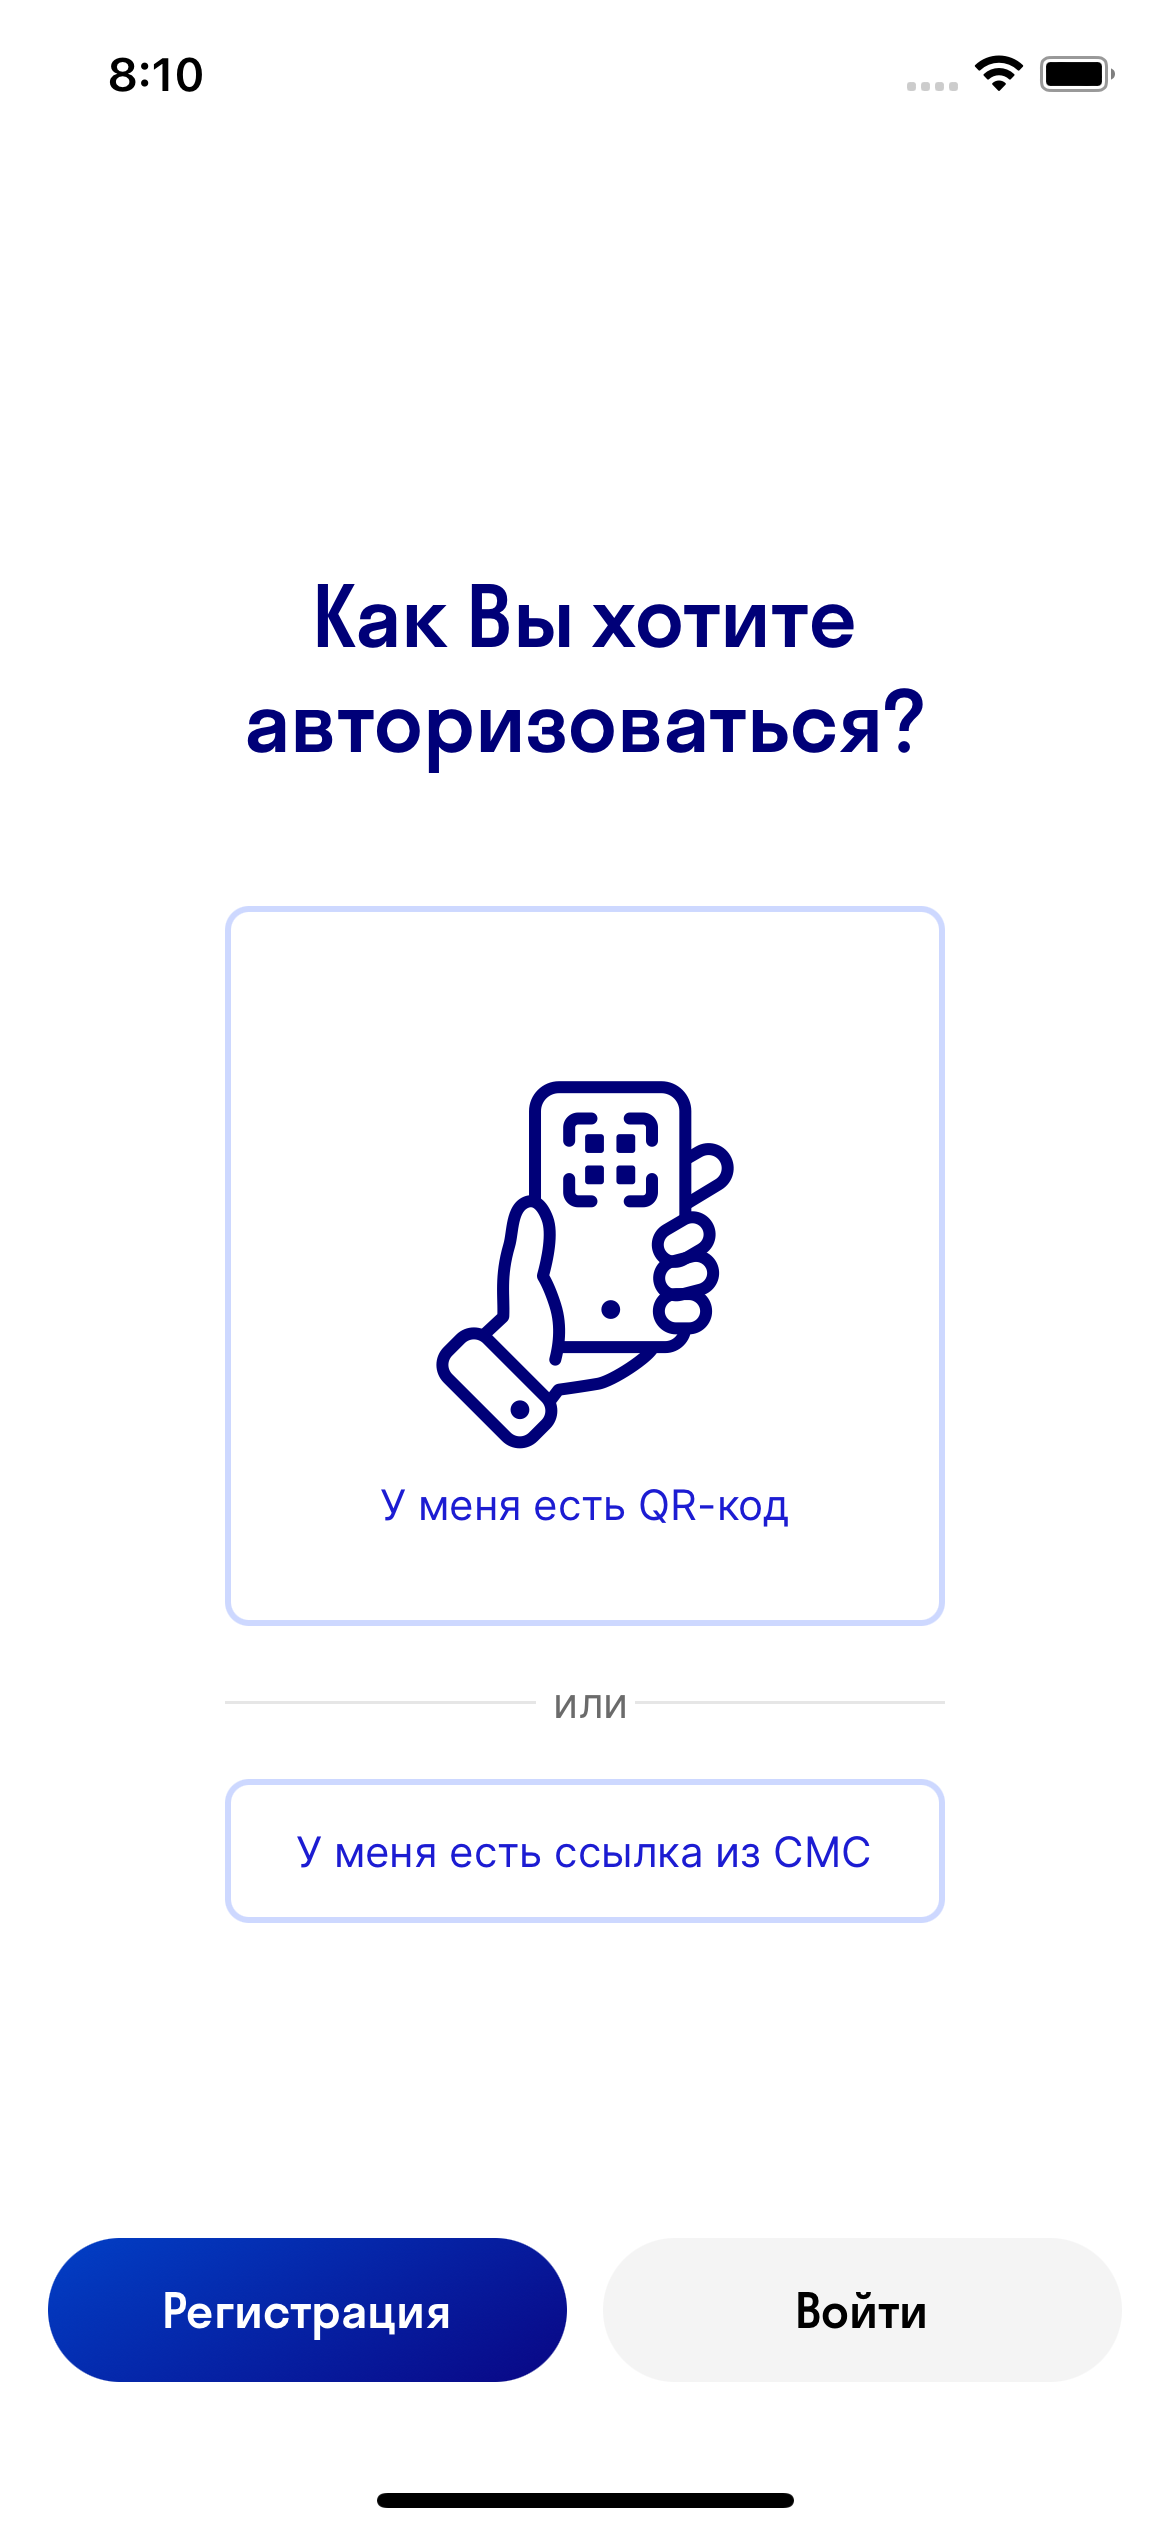 8:10
Как Вы хотите
авторизоваться?
У меня есть QR-код
или
У меня есть ссылка из СМС
Регистрация
Войти